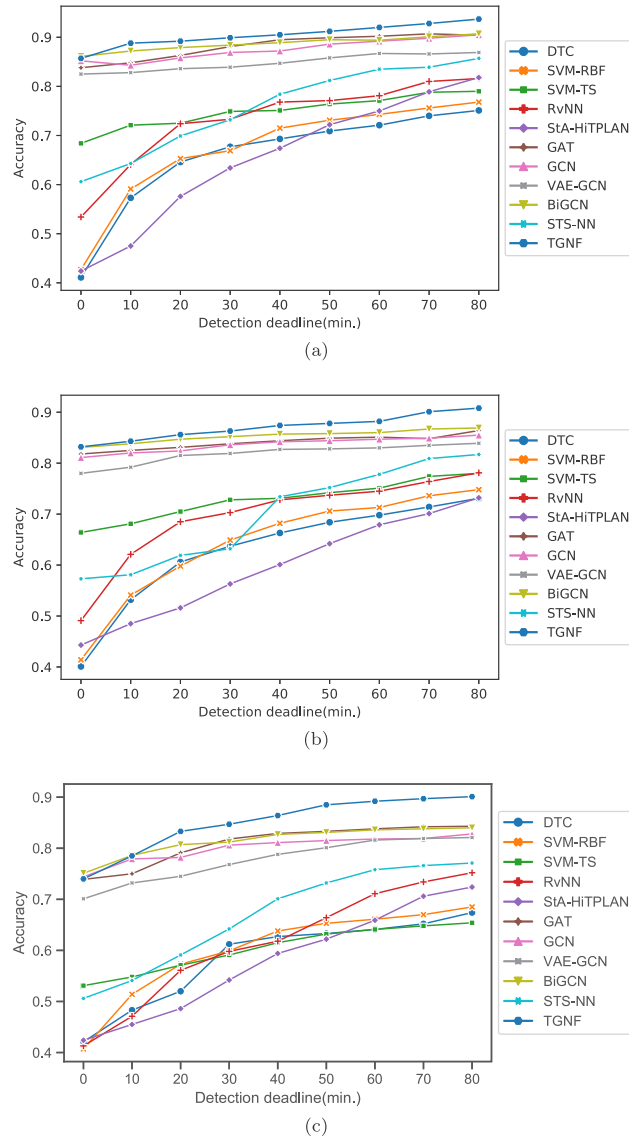 0.9
0.8
0.7
0.6
0.5
0.4
Accuracy
0 10 20 30 40 50 60 70 80
Detection deadline(min.)
DTC
SVM-RBF
SVM-TS
RvNN
StA-HiTPLAN
GAT
GCN
VAE-GCN
BiGCN
STS-NN
TGNF
(a)
0.9
0.8
0.7
0.6
0.5
0.4
Accuracy
0 10 20 30 40 50 60 70 80
Detection deadline(min.)
DTC
SVM-RBF
SVM-TS
RvNN
StA-HiTPLAN
GAT
GCN
VAE-GCN
BiGCN
STS-NN
TGNF
(b)
0.9
0.8
0.7
0.6
0.5
0.4
Accuracy
0 10 20 30 40 50 60 70 80
Detection deadline(min.)
DTC
SVM-RBF
SVM-TS
RvNN
StA-HiTPLAN
GAT
GCN
VAE-GCN
BiGCN
STS-NN
TGNF
(c)